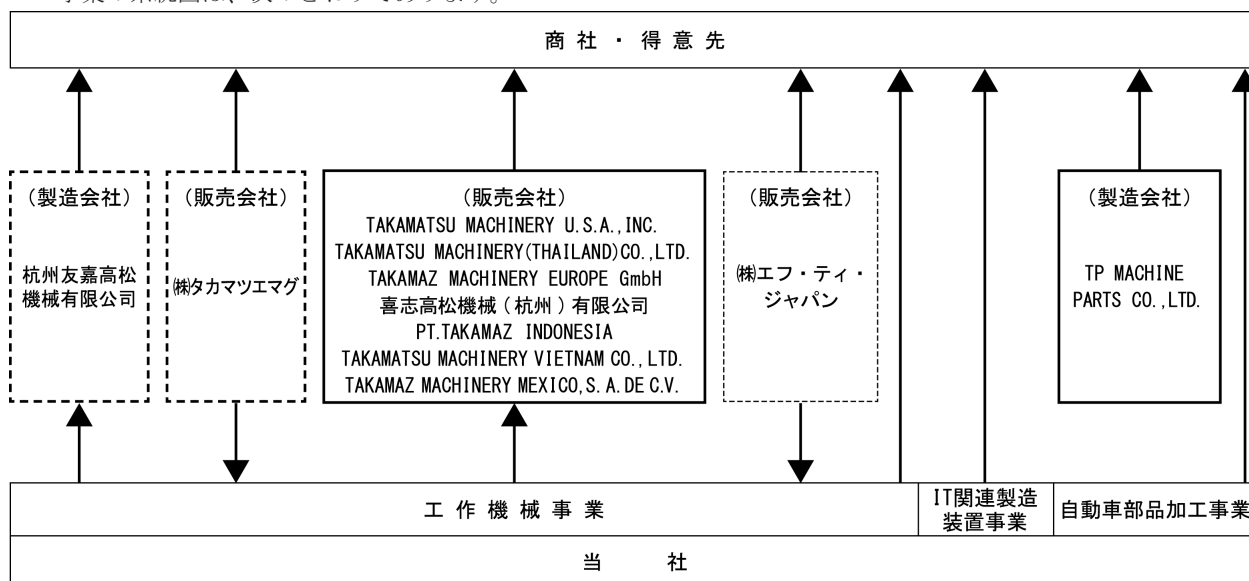 事業の系統図は、次のとおりであります。
商社・得意先
(製造会社)
杭州友嘉高松
機械有限公司
(販売会社)
㈱タカマツエマグ
(販売会社)
TAKAMATSU MACHINERY U.S.A.,INC.
TAKAMATSU MACHINERY(THAILAND)CO.,LTD.
TAKAMAZ MACHINERY EUROPE GmbH
喜志高松機械(杭州)有限公司
PT.TAKAMAZ INDONESIA
TAKAMATSU MACHINERY VIETNAM CO.,LTD.
TAKAMAZ MACHINERY MEXICO,S.A.DE C.V.
(販売会社)
㈱エフ・ティ・
ジャパン
(製造会社)
TP MACHINE
PARTS CO.,LTD.
工作機械事業
IT関連製造
装置事業
自動車部品加工事業
当社